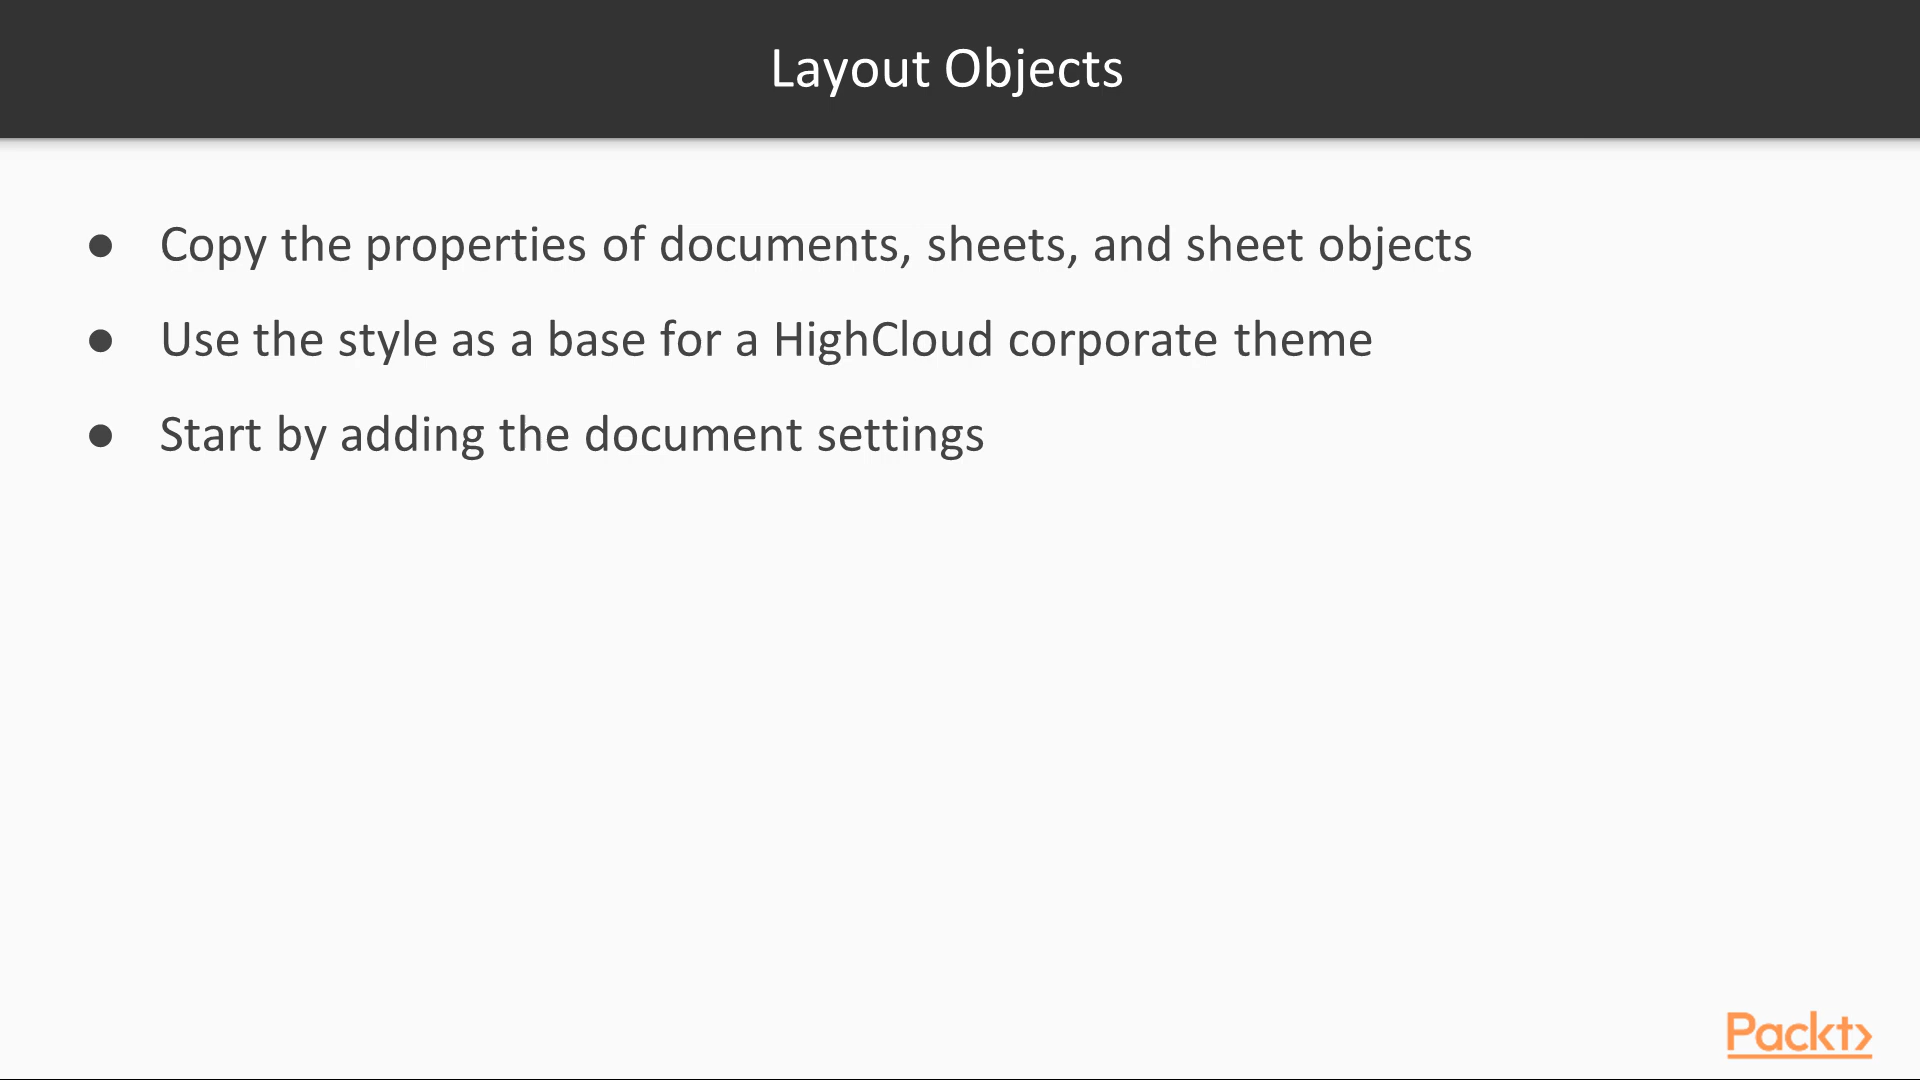 Layout Objects
● Copy the properties of documents, sheets, and sheet objects
● Use the style as a base for a HighCloud corporate theme
● Start by adding the document settings
Packt>